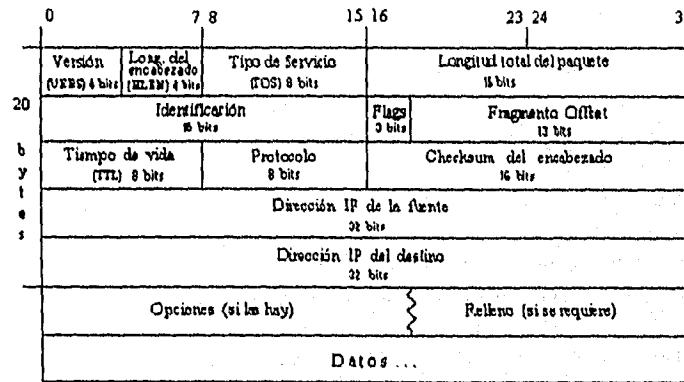 0 7 8 15 16 23 24 3
Versión Long. del encabezado Tipo de Servicio Longitud total del paquete
(VERS) 4 bits (HLEN) 4 bits (TOS) 8 bits 16 bits
20 bytes
Identificación Flags Fragmento Offset
16 bits 3 bits 13 bits
Tiempo de vida Protocolo Checksum del encabezado
(TTL) 8 bits 8 bits 16 bits
Dirección IP de la fuente
32 bits
Dirección IP del destino
32 bits
Opciones (si las hay) Relleno (si se requiere)
Datos ...